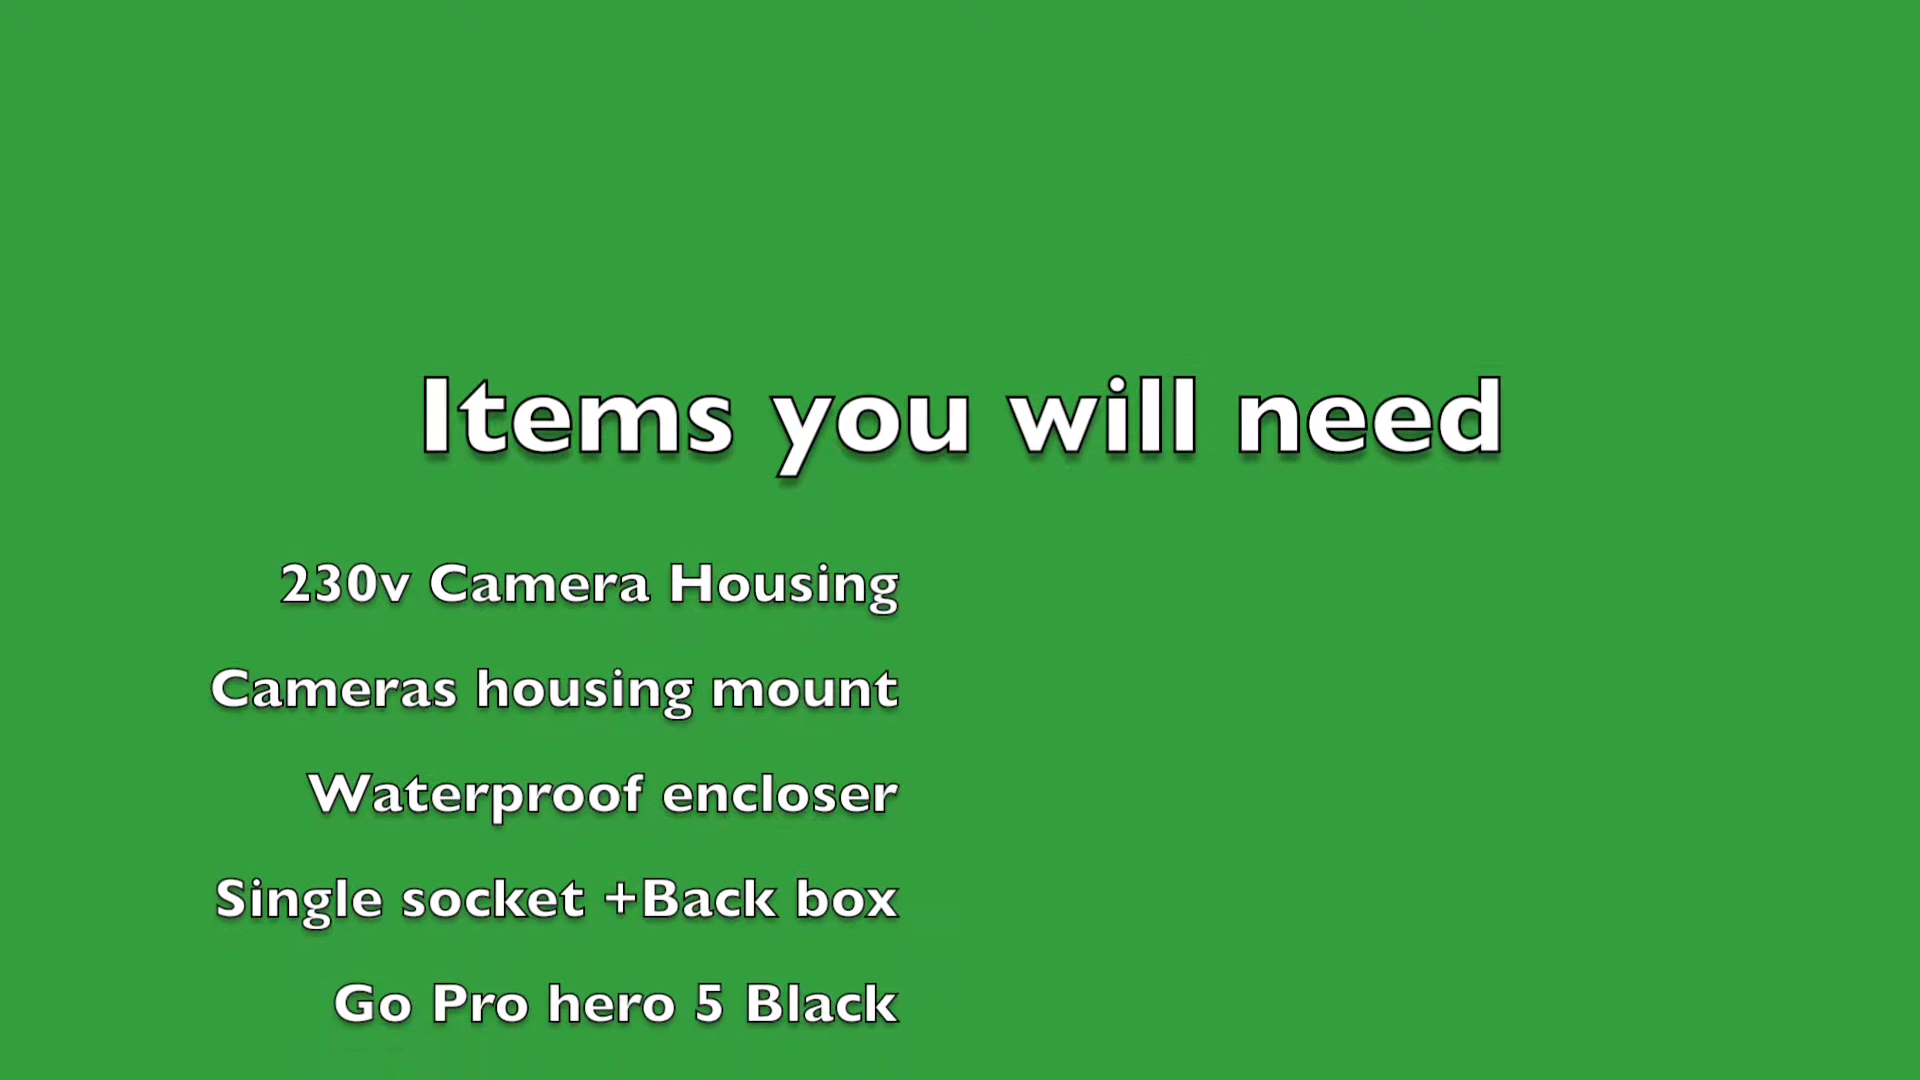 Items you will need
230v Camera Housing
Cameras housing mount
Waterproof encloser
Single socket +Back box
Go Pro hero 5 Black